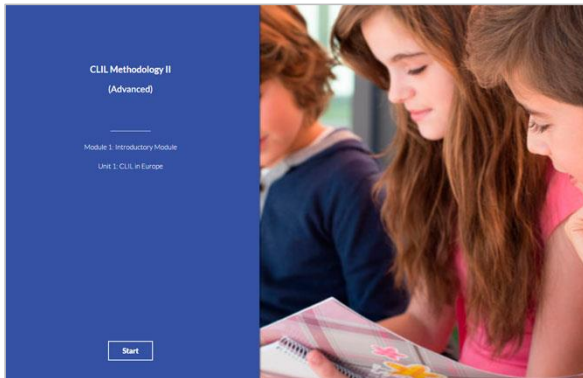 CLIL Methodology II
(Advanced)
Module 1: Introductory Module
Unit 1: CLIL in Europe
Start